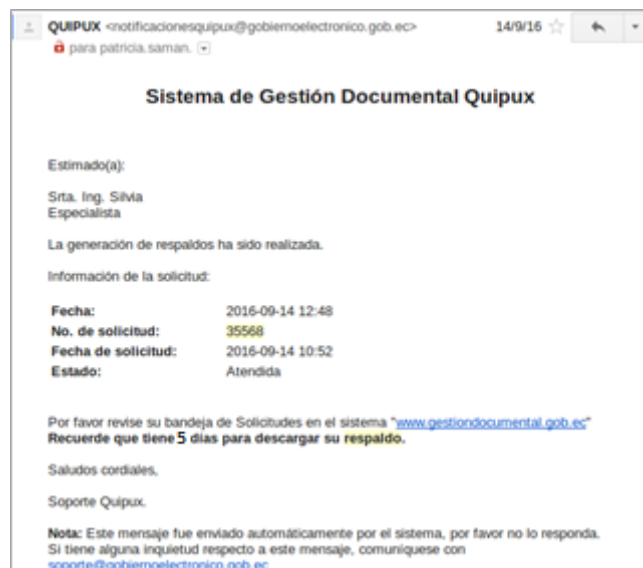 QUIPUX <notificacionesquipux@gobiernoelectronico.gob.ec> 14/9/16
para patricia.saman.
Sistema de Gestión Documental Quipux
Estimado(a):
Srta. Ing. Silvia
Especialista
La generación de respaldos ha sido realizada.
Información de la solicitud:
Fecha: 2016-09-14 12:48
No. de solicitud: 35568
Fecha de solicitud: 2016-09-14 10:52
Estado: Atendida
Por favor revise su bandeja de Solicitudes en el sistema "www.gestiondocumental.gob.ec"
Recuerde que tiene 5 días para descargar su respaldo.
Saludos cordiales,
Soporte Quipux.
Nota: Este mensaje fue enviado automáticamente por el sistema, por favor no lo responda.
Si tiene alguna inquietud respecto a este mensaje, comuníquese con
soporte@gobiernoelectronico.gob.ec